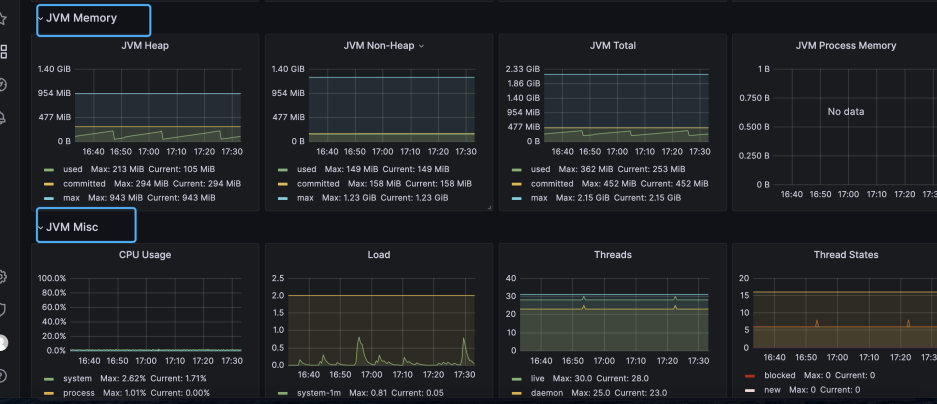 JVM Memory
JVM Heap
1.40 GiB
954 MiB
477 MiB
0 B
16:40 16:50 17:00 17:10 17:20 17:30
used Max: 213 MiB Current: 105 MiB
committed Max: 294 MiB Current: 294 MiB
max Max: 943 MiB Current: 943 MiB
JVM Non-Heap
1.40 GiB
954 MiB
477 MiB
0 B
16:40 16:50 17:00 17:10 17:20 17:30
used Max: 149 MiB Current: 149 MiB
committed Max: 158 MiB Current: 158 MiB
max Max: 1.23 GiB Current: 1.23 GiB
JVM Total
2.33 GiB
1.86 GiB
1.40 GiB
954 MiB
477 MiB
0 B
16:40 16:50 17:00 17:10 17:20 17:30
used Max: 362 MiB Current: 253 MiB
committed Max: 452 MiB Current: 452 MiB
max Max: 2.15 GiB Current: 2.15 GiB
JVM Process Memory
1 B
0.750 B
0.500 B
0.250 B
0 B
No data
16:40 16:50 17:00 17:10 17:20
JVM Misc
CPU Usage
100.0%
80.0%
60.0%
40.0%
20.0%
0.0%
16:40 16:50 17:00 17:10 17:20 17:30
system Max: 2.62% Current: 1.71%
process Max: 1.01% Current: 0.00%
Load
2.5
2.0
1.5
1.0
0.5
0.0
16:40 16:50 17:00 17:10 17:20 17:30
system-1m Max: 0.81 Current: 0.05
Threads
40
30
20
10
0
16:40 16:50 17:00 17:10 17:20 17:30
live Max: 30.0 Current: 28.0
daemon Max: 25.0 Current: 23.0
Thread States
20
15
10
5
0
16:40 16:50 17:00 17:10 17:20
blocked Max: 0 Current: 0
new Max: 0 Current: 0